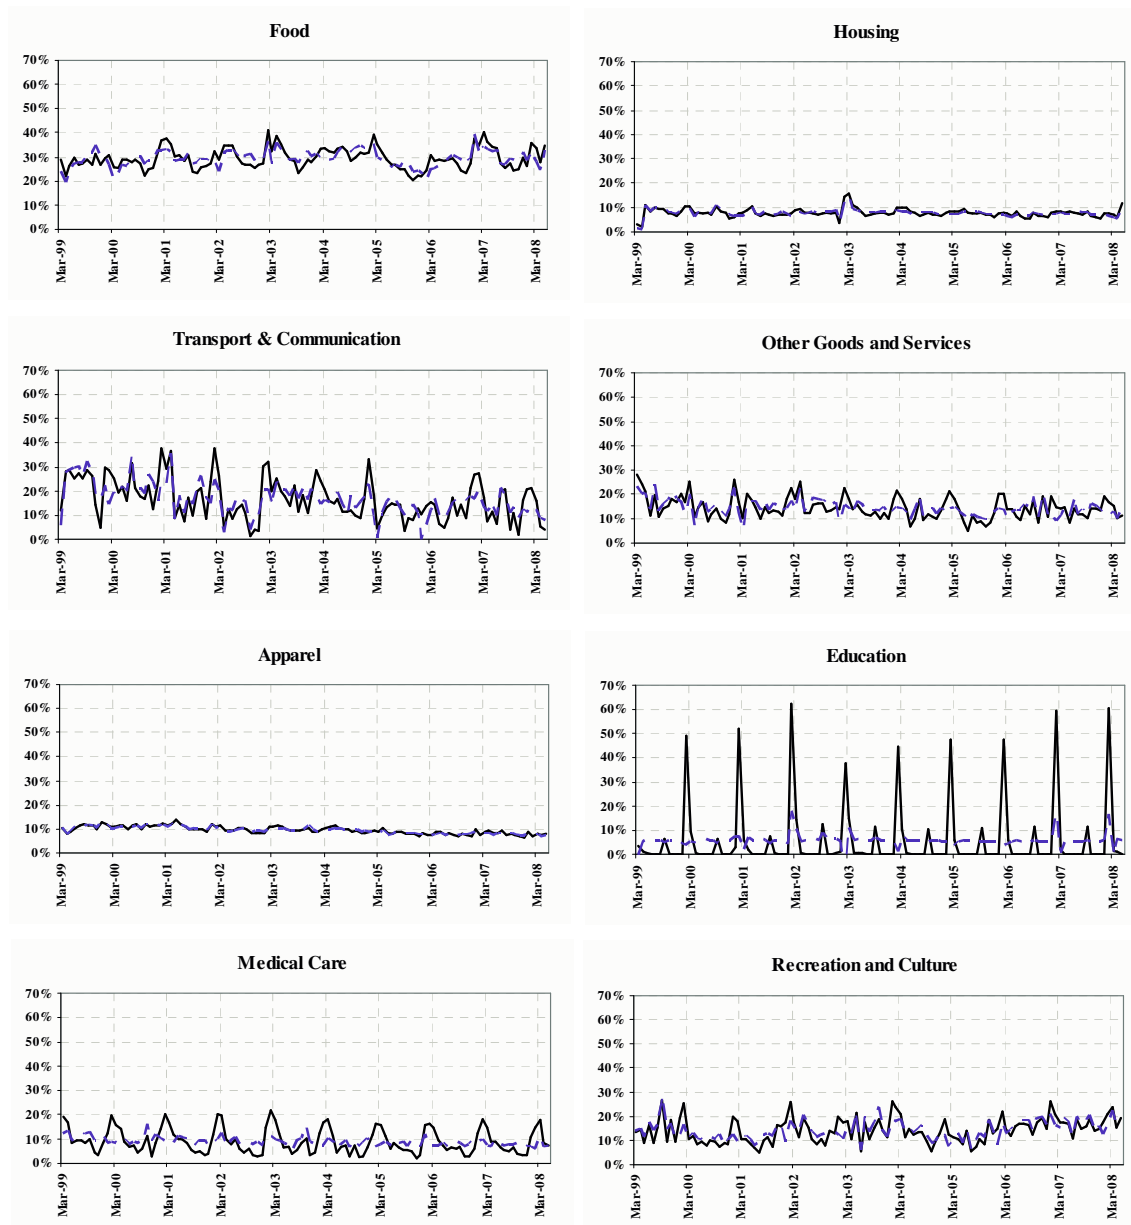 Food
70%
60%
50%
40%
30%
20%
10%
0%
Mar-99
Mar-00
Mar-01
Mar-02
Mar-03
Mar-04
Mar-05
Mar-06
Mar-07
Mar-08
Housing
70%
60%
50%
40%
30%
20%
10%
0%
Mar-99
Mar-00
Mar-01
Mar-02
Mar-03
Mar-04
Mar-05
Mar-06
Mar-07
Mar-08
Transport & Communication
70%
60%
50%
40%
30%
20%
10%
0%
Mar-99
Mar-00
Mar-01
Mar-02
Mar-03
Mar-04
Mar-05
Mar-06
Mar-07
Mar-08
Other Goods and Services
70%
60%
50%
40%
30%
20%
10%
0%
Mar-99
Mar-00
Mar-01
Mar-02
Mar-03
Mar-04
Mar-05
Mar-06
Mar-07
Mar-08
Apparel
70%
60%
50%
40%
30%
20%
10%
0%
Mar-99
Mar-00
Mar-01
Mar-02
Mar-03
Mar-04
Mar-05
Mar-06
Mar-07
Mar-08
Education
70%
60%
50%
40%
30%
20%
10%
0%
Mar-99
Mar-00
Mar-01
Mar-02
Mar-03
Mar-04
Mar-05
Mar-06
Mar-07
Mar-08
Medical Care
70%
60%
50%
40%
30%
20%
10%
0%
Mar-99
Mar-00
Mar-01
Mar-02
Mar-03
Mar-04
Mar-05
Mar-06
Mar-07
Mar-08
Recreation and Culture
70%
60%
50%
40%
30%
20%
10%
0%
Mar-99
Mar-00
Mar-01
Mar-02
Mar-03
Mar-04
Mar-05
Mar-06
Mar-07
Mar-08